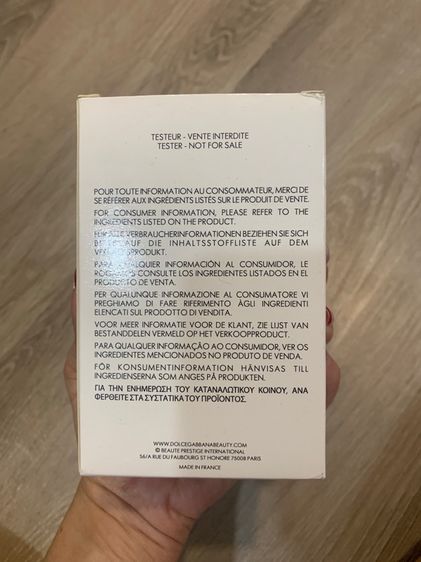 TESTEUR - VENTE INTERDITE
TESTER - NOT FOR SALE
POUR TOUTE INFORMATION AU CONSOMMATEUR, MERCI DE
SE RÉFÉRER AUX INGRÉDIENTS LISTÉS SUR LE PRODUIT DE VENTE.
FOR CONSUMER INFORMATION, PLEASE REFER TO THE
INGREDIENTS LISTED ON THE PRODUCT.
FÜR ALLE VERBRAUCHERINFORMATIONEN BEZIEHEN SIE SICH
BITTE AUF DIE INHALTSSTOFFLISTE AUF DEM
VERKAUFSPRODUKT.
PARA CUALQUIER INFORMACIÓN AL CONSUMIDOR, LE
ROGAMOS CONSULTE LOS INGREDIENTES LISTADOS EN EL
PRODUCTO DE VENTA.
PER QUALUNQUE INFORMAZIONE AL CONSUMATORE VI
PREGHIAMO DI FARE RIFERIMENTO ÀGLI INGREDIENTI
ELENCATI SUL PRODOTTO DI VENDITA.
VOOR MEER INFORMATIE VOOR DE KLANT, ZIE LIJST VAN
BESTANDDELEN VERMELD OP HET VERKOOPPRODUCT.
PARA QUALQUER INFORMAÇÃO AO CONSUMIDOR, VER OS
INGREDIENTES MENCIONADOS NO PRODUTO DE VENDA.
FÖR KONSUMENTINFORMATION HÄNVISAS TILL
INGREDIENSERNA SOM ANGES PÅ PRODUKTEN.
ΓΙΑ ΤΗΝ ΕΝΗΜΕΡΩΣΗ ΤΟΥ ΚΑΤΑΝΑΛΩΤΙΚΟΥ ΚΟΙΝΟΥ, ΑΝΑ
ΦΕΡΘΕΙΤΕ ΣΤΑ ΣΥΣΤΑΤΙΚΑ ΤΟΥ ΠΡΟΪΟΝΤΟΣ.
WWW.DOLCEGABBANABEAUTY.COM
© BEAUTE PRESTIGE INTERNATIONAL
56/A RUE DU FAUBOURG ST HONORE 75008 PARIS
MADE IN FRANCE